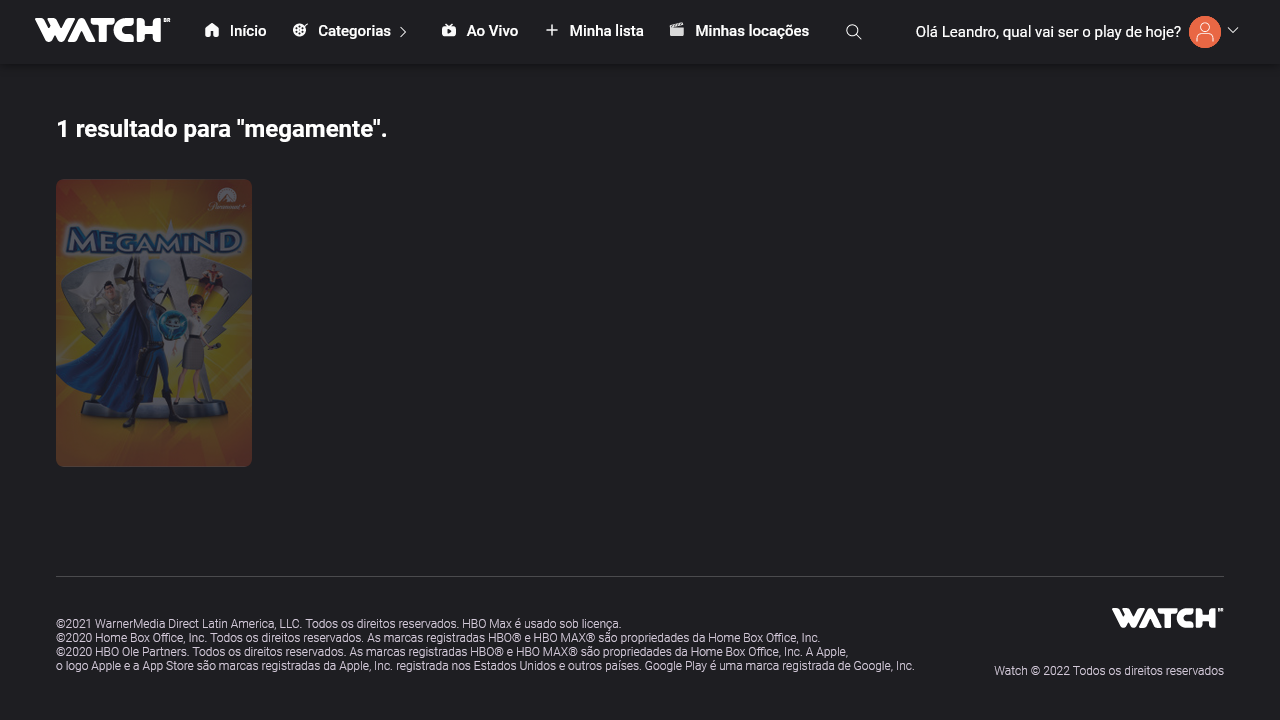 WATCH BR
Início
Categorias
Ao Vivo
Minha lista
Minhas locações
Olá Leandro, qual vai ser o play de hoje?
1 resultado para "megamente".
Paramount+
MEGAMIND
©2021 WarnerMedia Direct Latin America, LLC. Todos os direitos reservados. HBO Max é usado sob licença.
©2020 Home Box Office, Inc. Todos os direitos reservados. As marcas registradas HBO® e HBO MAX® são propriedades da Home Box Office, Inc.
©2020 HBO Ole Partners. Todos os direitos reservados. As marcas registradas HBO® e HBO MAX® são propriedades da Home Box Office, Inc. A Apple,
o logo Apple e a App Store são marcas registradas da Apple, Inc. registrada nos Estados Unidos e outros países. Google Play é uma marca registrada de Google, Inc.
WATCH
Watch © 2022 Todos os direitos reservados